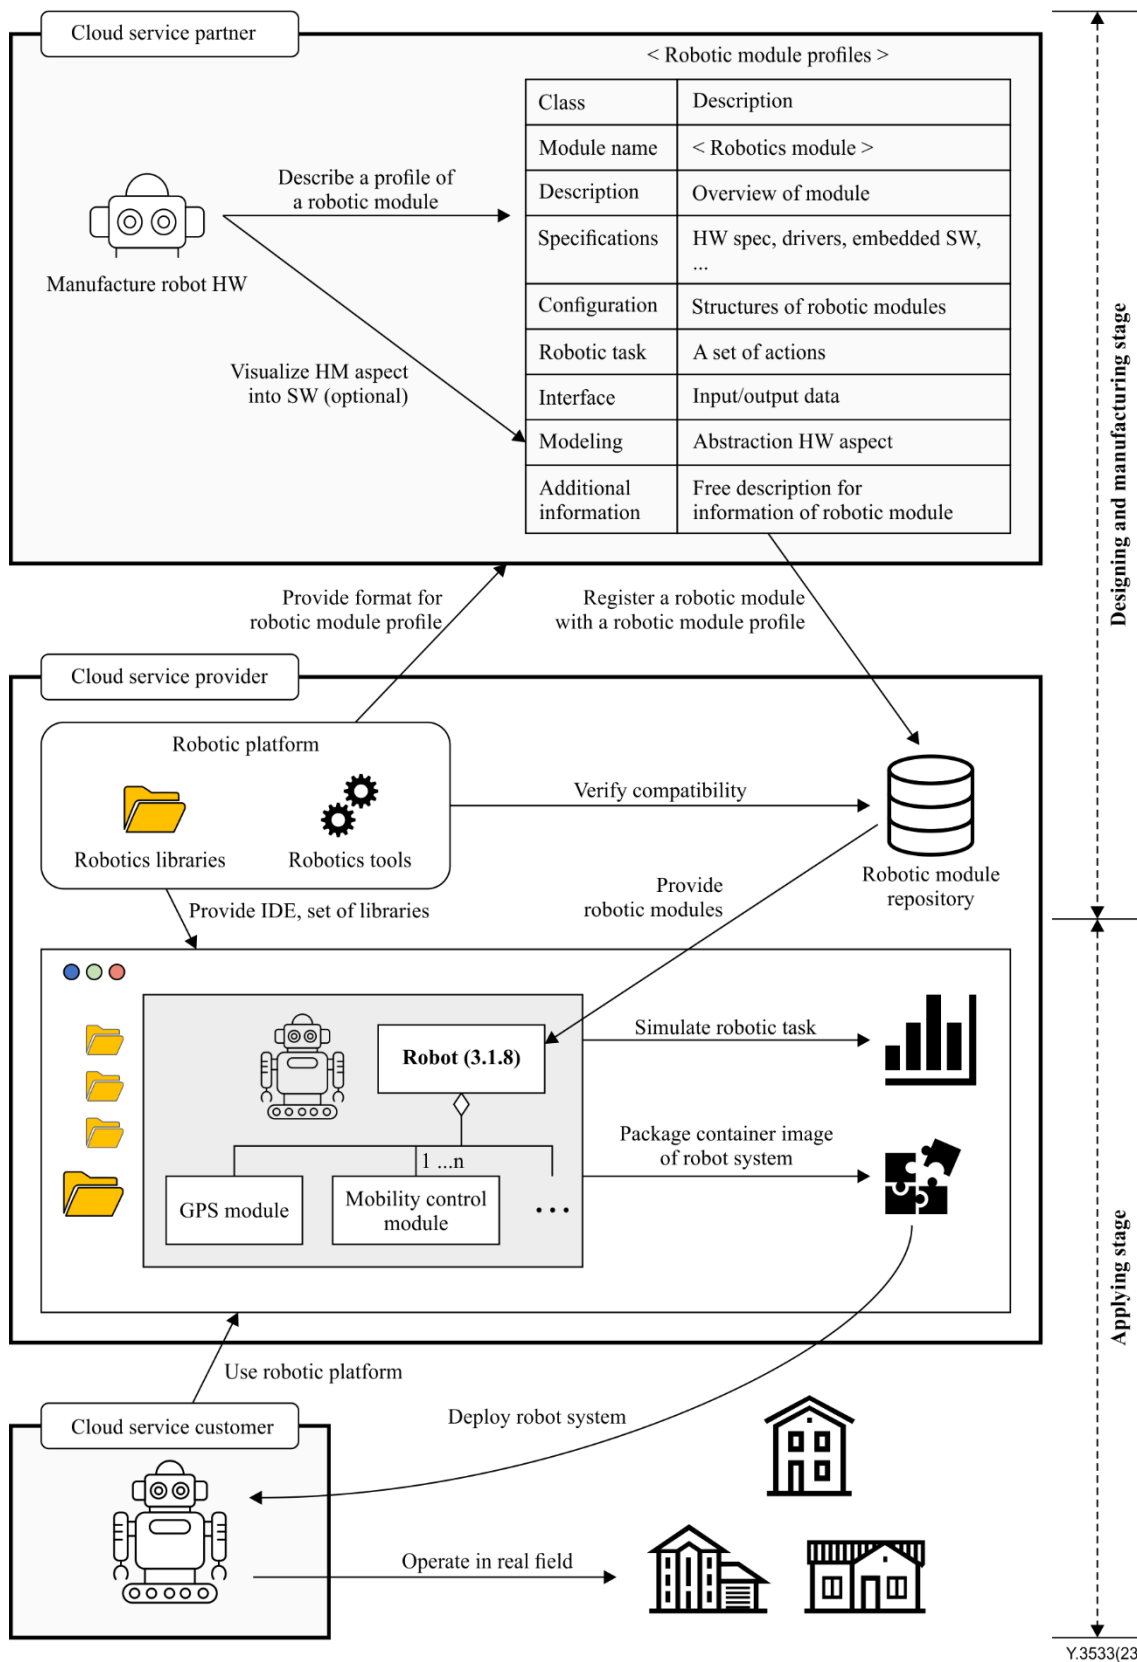 Cloud service partner
< Robotic module profiles >
Class Description
Module name < Robotics module >
Description Overview of module
Specifications HW spec, drivers, embedded SW,
...
Configuration Structures of robotic modules
Robotic task A set of actions
Interface Input/output data
Modeling Abstraction HW aspect
Additional Free description for
information information of robotic module
Describe a profile of
a robotic module
Manufacture robot HW
Visualize HM aspect
into SW (optional)
Designing and manufacturing stage
Provide format for
robotic module profile
Register a robotic module
with a robotic module profile
Cloud service provider
Robotic platform
Robotics libraries
Robotics tools
Verify compatibility
Robotic module
repository
Provide IDE, set of libraries
Provide
robotic modules
Robot (3.1.8)
1 ...n
GPS module
Mobility control
module
...
Simulate robotic task
Package container image
of robot system
Applying stage
Use robotic platform
Deploy robot system
Cloud service customer
Operate in real field
Y.3533(23